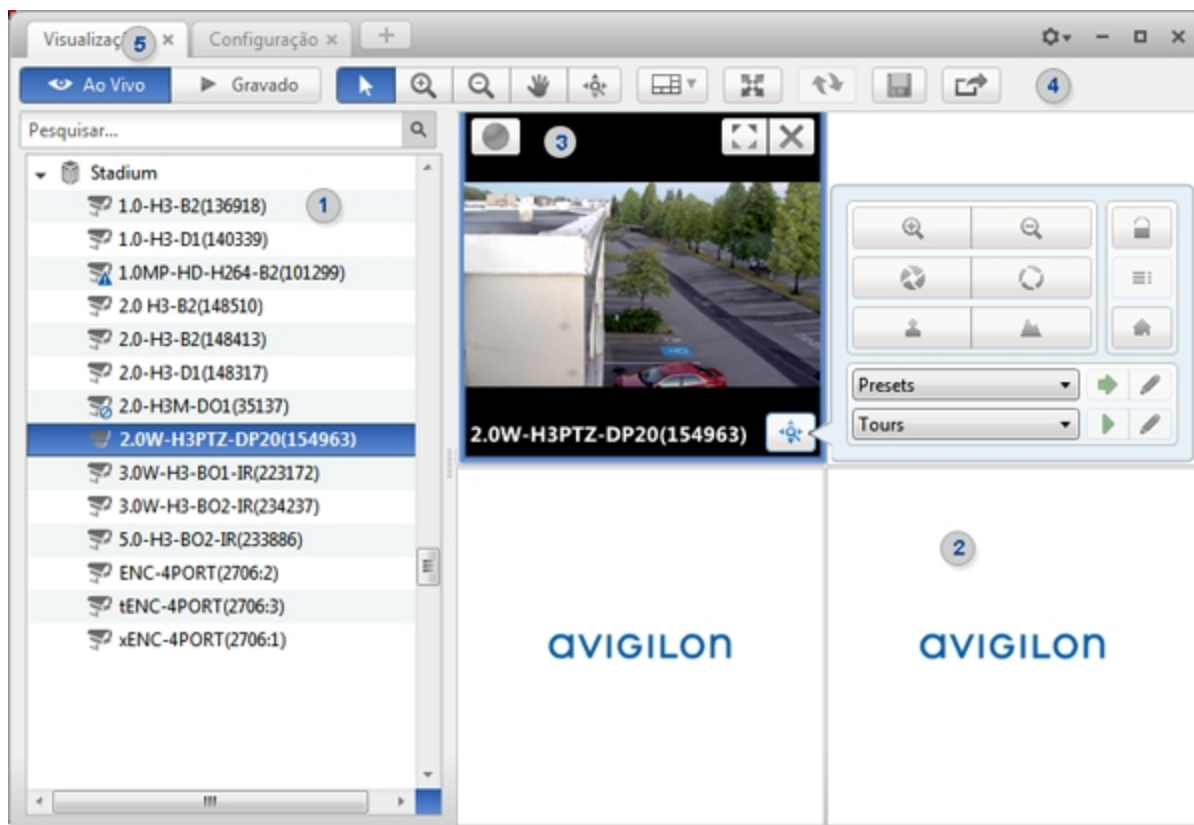 Visualizaç 5
Configuração
Ao Vivo
Gravado
4
Pesquisar...
3
Stadium
1.0-H3-B2(136918)
1
1.0-H3-D1(140339)
1.0MP-HD-H264-B2(101299)
2.0 H3-B2(148510)
2.0-H3-B2(148413)
2.0-H3-D1(148317)
2.0-H3M-DO1(35137)
2.0W-H3PTZ-DP20(154963)
3.0W-H3-BO1-IR(223172)
3.0W-H3-BO2-IR(234237)
5.0-H3-BO2-IR(233886)
ENC-4PORT(2706:2)
tENC-4PORT(2706:3)
xENC-4PORT(2706:1)
2.0W-H3PTZ-DP20(154963)
Presets
Tours
2
avigilon
avigilon